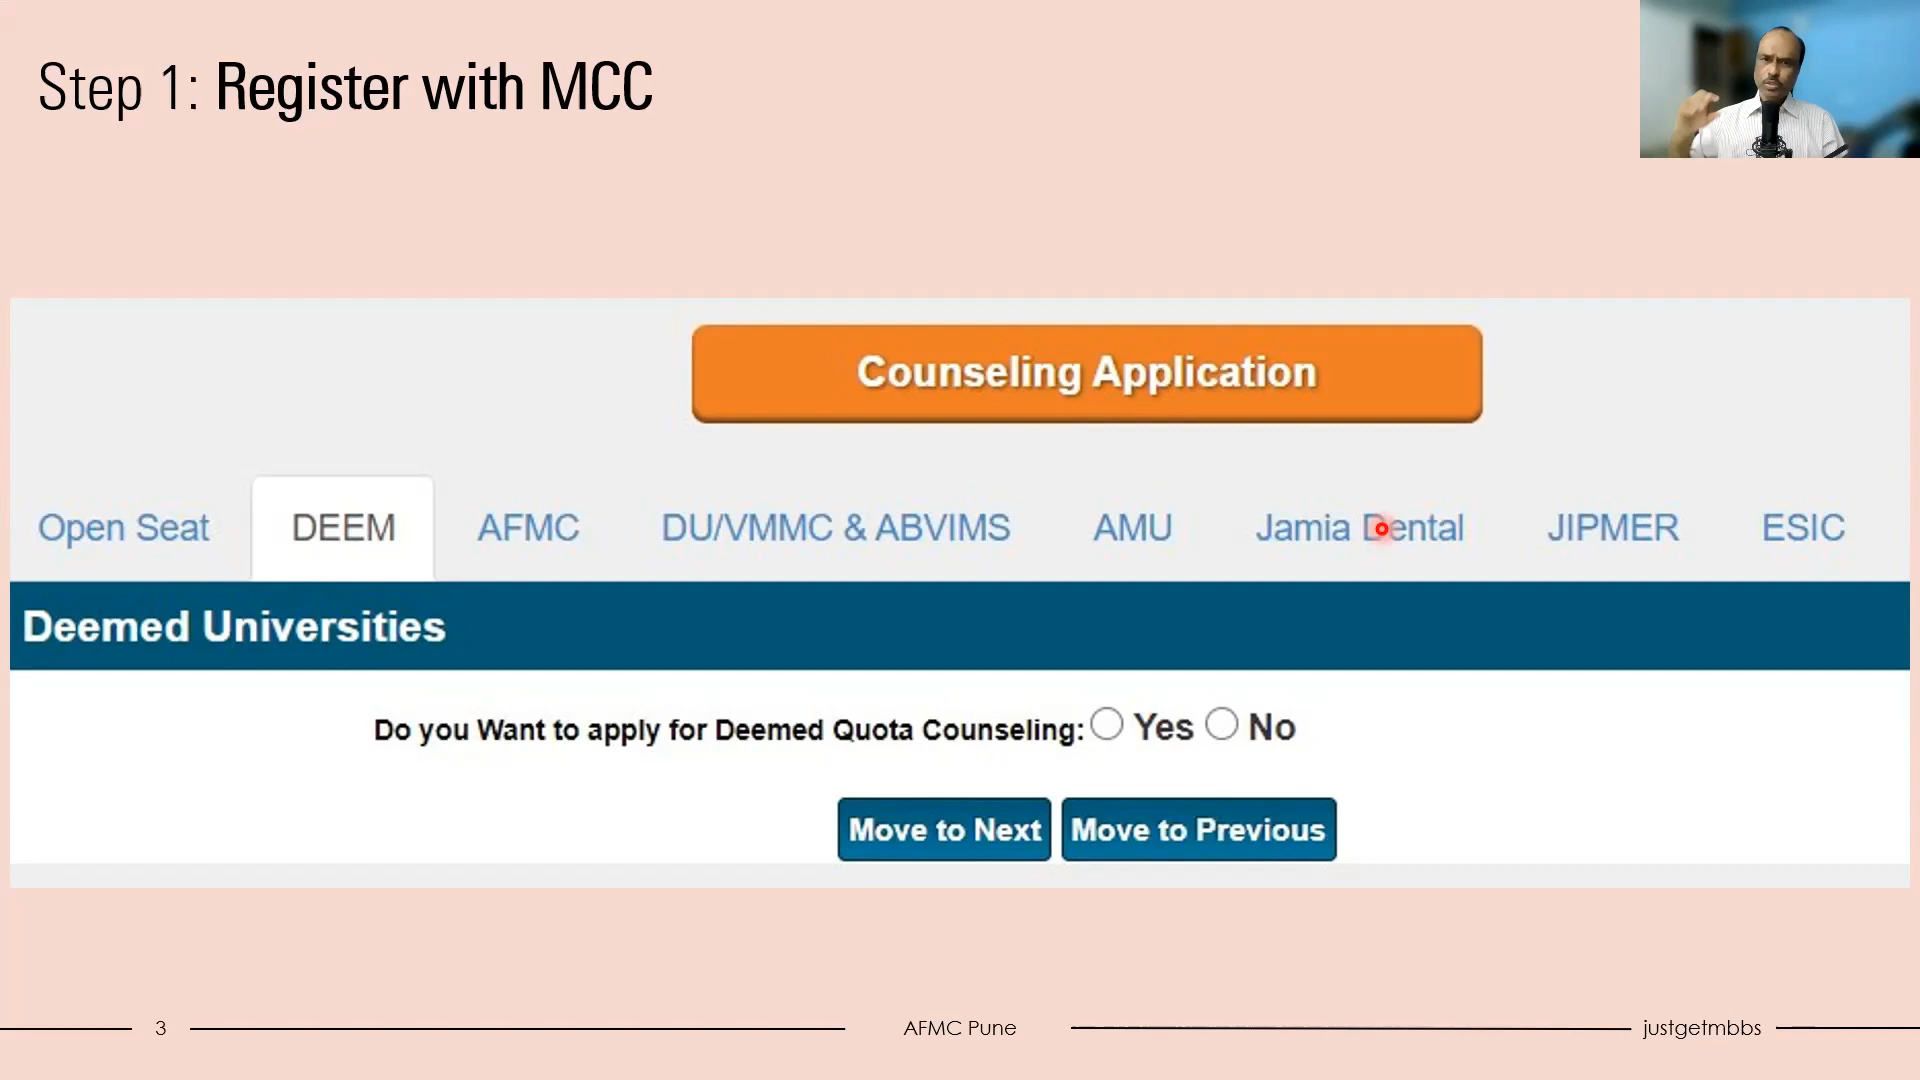 Step 1: Register with MCC
Counseling Application
Open Seat DEEM AFMC DU/VMMC & ABVIMS AMU Jamia Dental JIPMER ESIC
Deemed Universities
Do you Want to apply for Deemed Quota Counseling: Yes No
Move to Next Move to Previous
3 AFMC Pune justgetmbbs